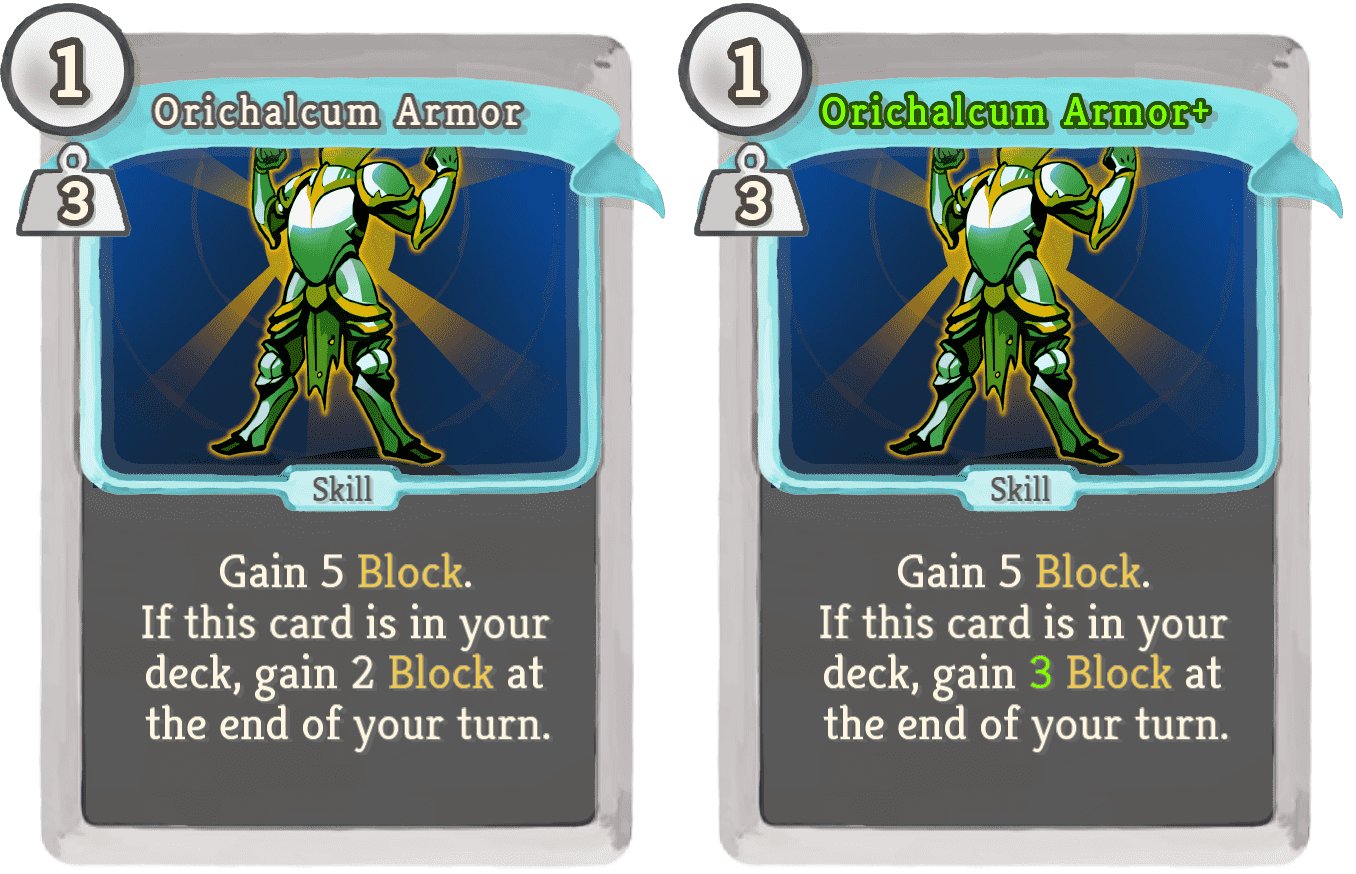 1
Orichalcum Armor
3
Skill
Gain 5 Block.
If this card is in your
deck, gain 2 Block at
the end of your turn.
1
Orichalcum Armor+
3
Skill
Gain 5 Block.
If this card is in your
deck, gain 3 Block at
the end of your turn.